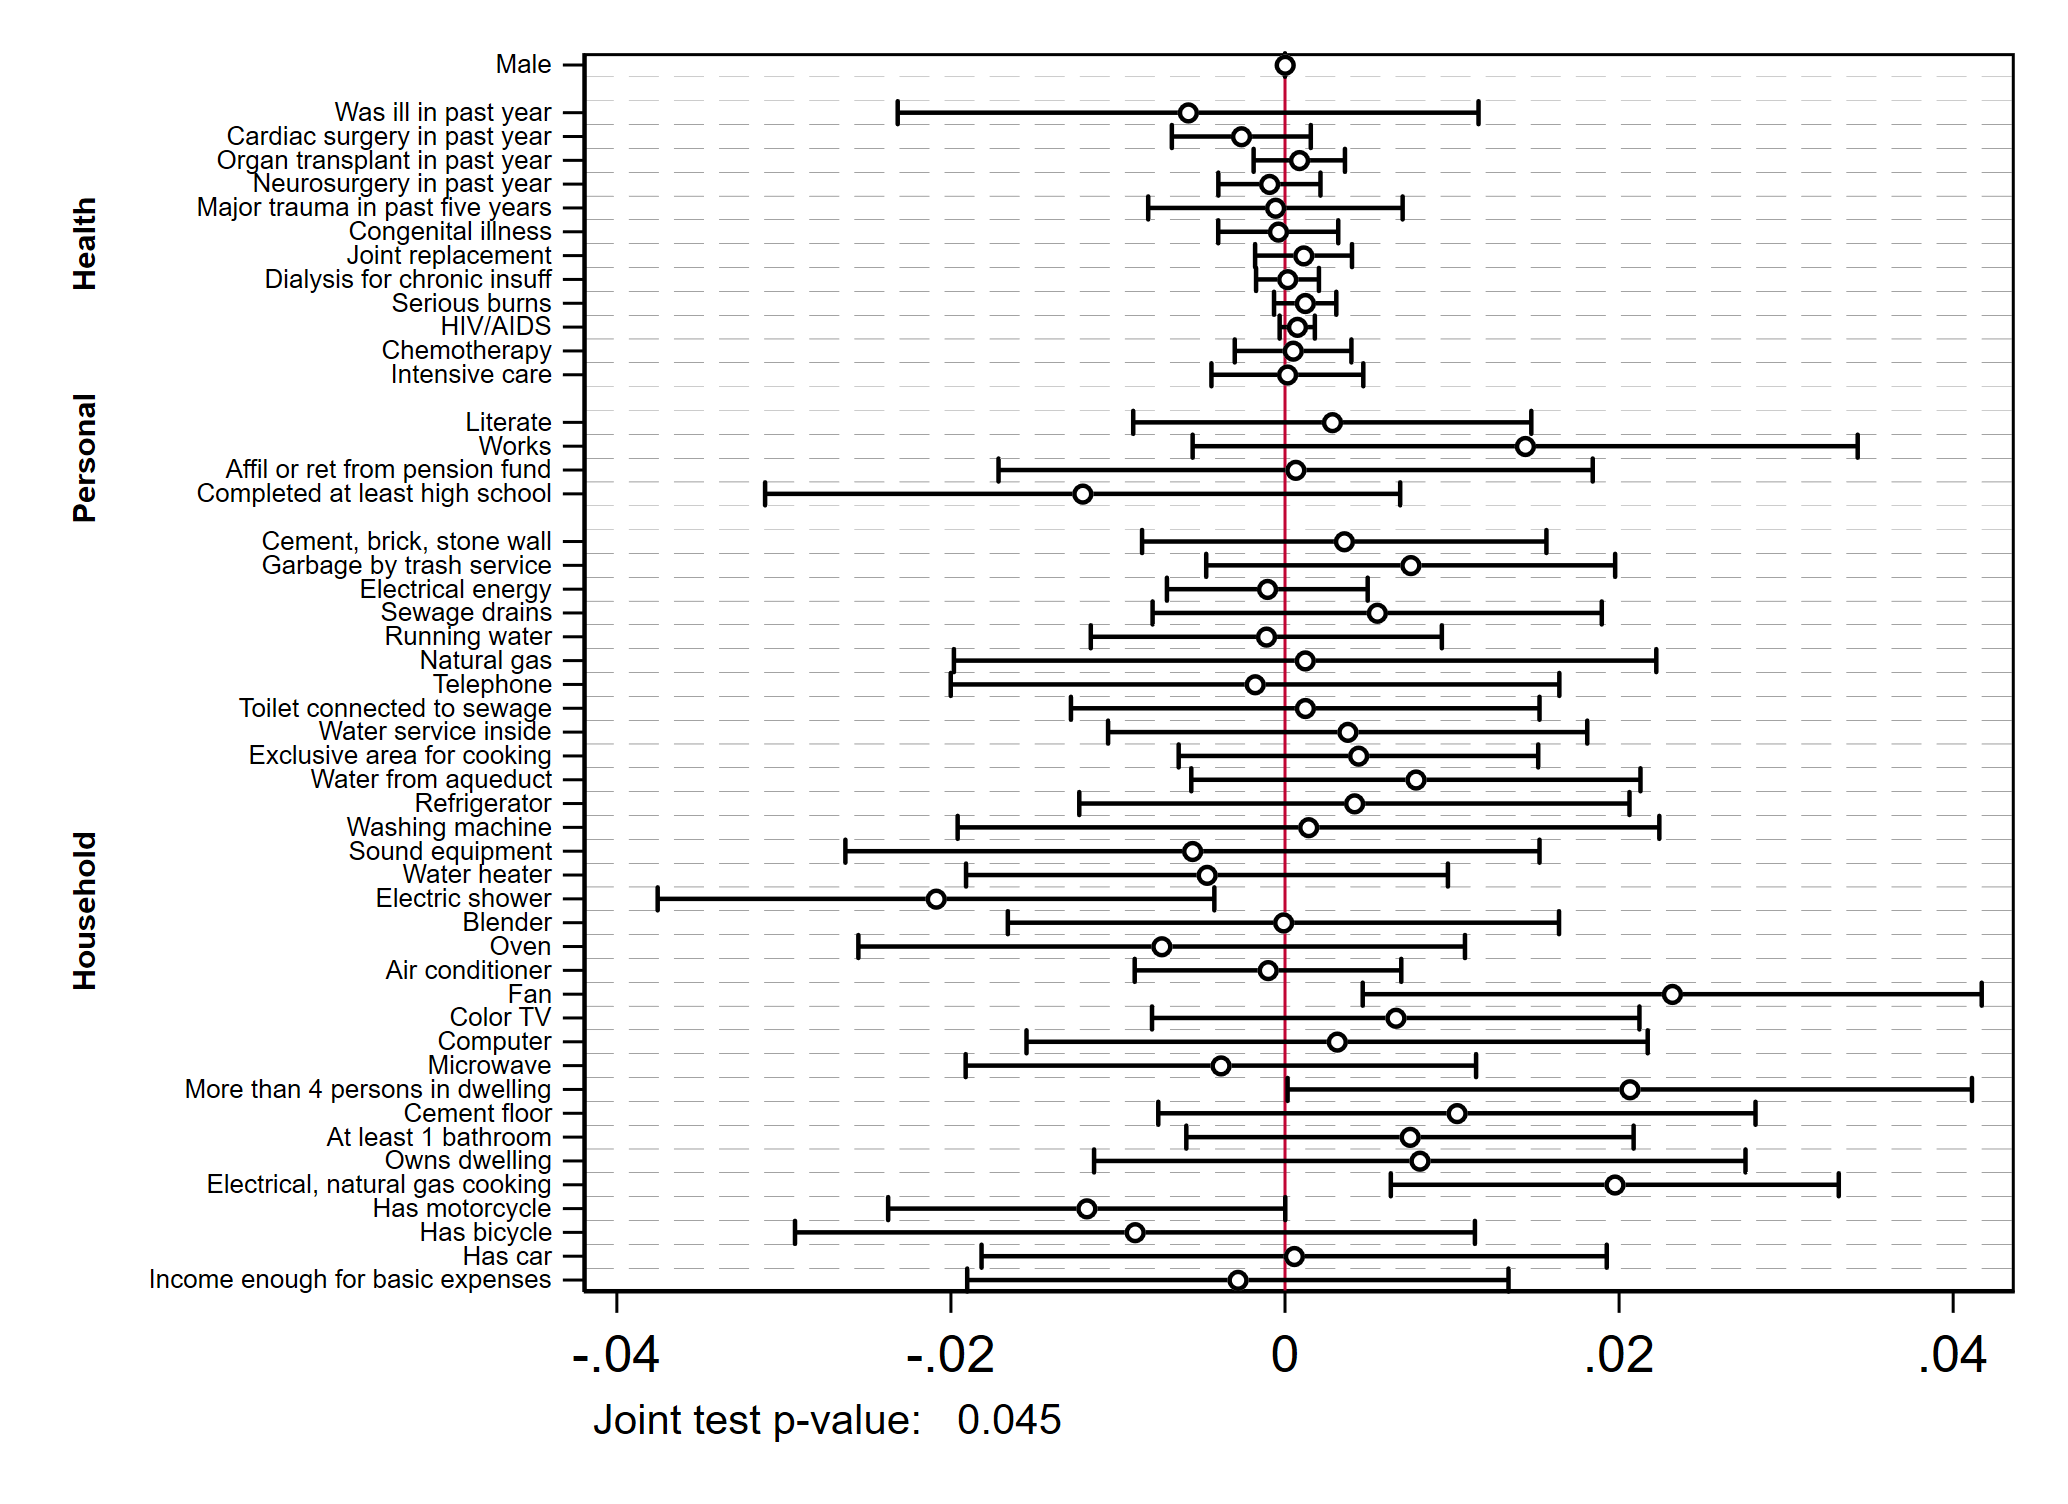 Male
Health
Was ill in past year
Cardiac surgery in past year
Organ transplant in past year
Neurosurgery in past year
Major trauma in past five years
Congenital illness
Joint replacement
Dialysis for chronic insuff
Serious burns
HIV/AIDS
Chemotherapy
Intensive care
Personal
Literate
Works
Affil or ret from pension fund
Completed at least high school
Household
Cement, brick, stone wall
Garbage by trash service
Electrical energy
Sewage drains
Running water
Natural gas
Telephone
Toilet connected to sewage
Water service inside
Exclusive area for cooking
Water from aqueduct
Refrigerator
Washing machine
Sound equipment
Water heater
Electric shower
Blender
Oven
Air conditioner
Fan
Color TV
Computer
Microwave
More than 4 persons in dwelling
Cement floor
At least 1 bathroom
Owns dwelling
Electrical, natural gas cooking
Has motorcycle
Has bicycle
Has car
Income enough for basic expenses
-.04 -.02 0 .02 .04
Joint test p-value: 0.045